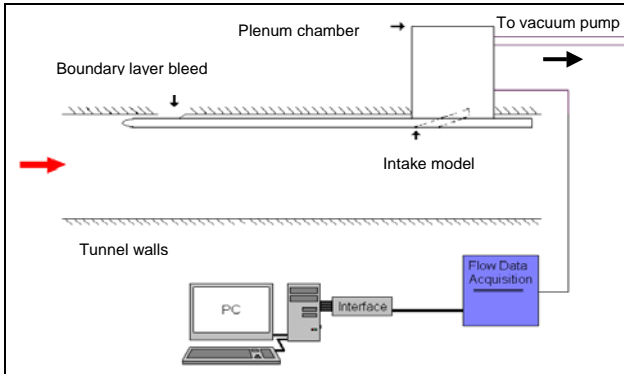 To vacuum pump
Plenum chamber
Boundary layer bleed
Intake model
Tunnel walls
Flow Data
Acquisition
PC
Interface